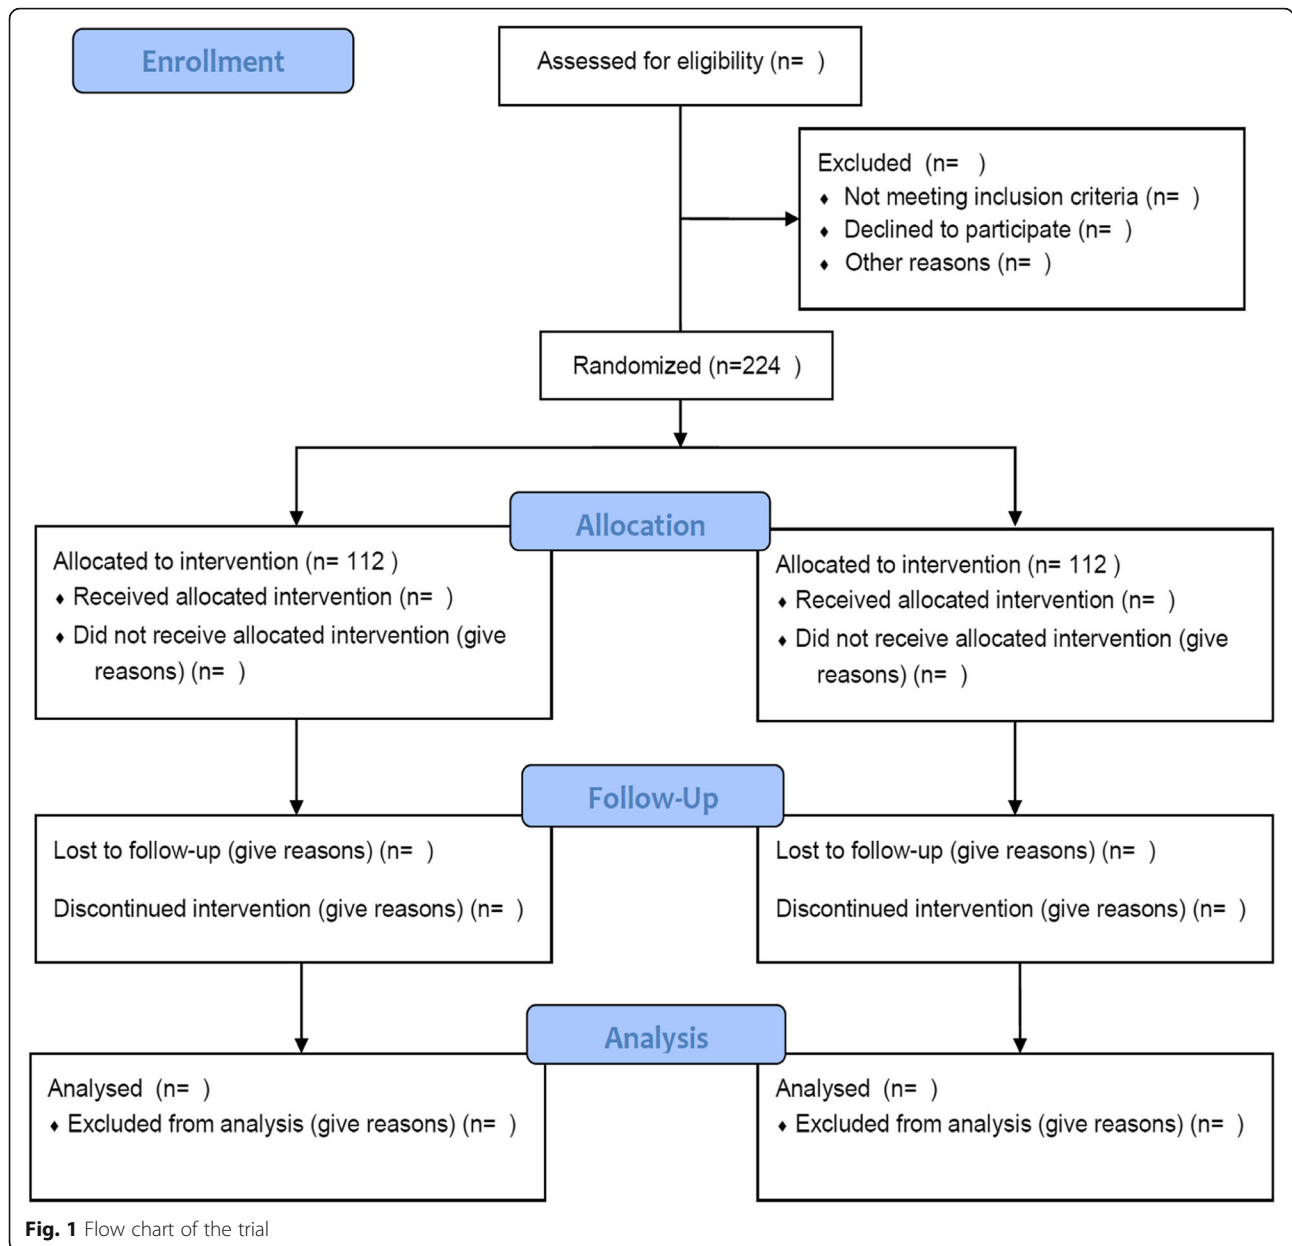 Enrollment
Assessed for eligibility (n=  )
Excluded  (n=   )
♦ Not meeting inclusion criteria (n=  )
♦ Declined to participate (n=  )
♦ Other reasons (n=  )
Randomized (n=224  )
Allocation
Allocated to intervention (n= 112 )
♦ Received allocated intervention (n=  )
♦ Did not receive allocated intervention (give
reasons) (n=  )
Allocated to intervention (n= 112 )
♦ Received allocated intervention (n=  )
♦ Did not receive allocated intervention (give
reasons) (n=  )
Follow-Up
Lost to follow-up (give reasons) (n=  )
Discontinued intervention (give reasons) (n=  )
Lost to follow-up (give reasons) (n=  )
Discontinued intervention (give reasons) (n=  )
Analysis
Analysed  (n=  )
♦ Excluded from analysis (give reasons) (n=  )
Analysed  (n=  )
♦ Excluded from analysis (give reasons) (n=  )
Fig. 1 Flow chart of the trial